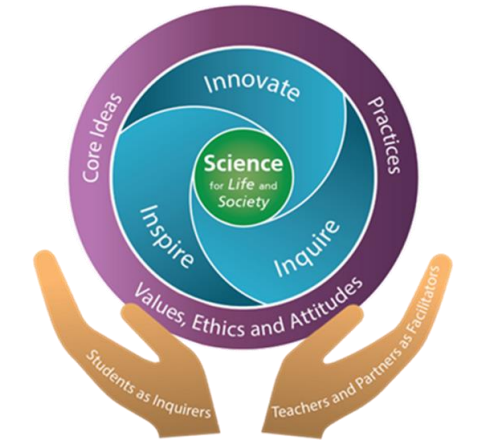 Innovate
Core Ideas
Practices
Science
for Life and
Society
Inspire
Inquire
Values, Ethics and Attitudes
Students as Inquirers
Teachers and Partners as Facilitators